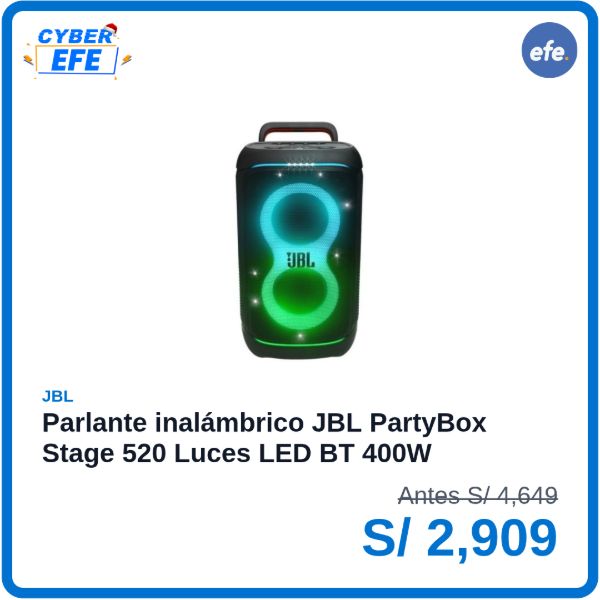 CYBER
EFE
efe.
JBL
JBL
Parlante inalámbrico JBL PartyBox
Stage 520 Luces LED BT 400W
Antes S/ 4,649
S/ 2,909